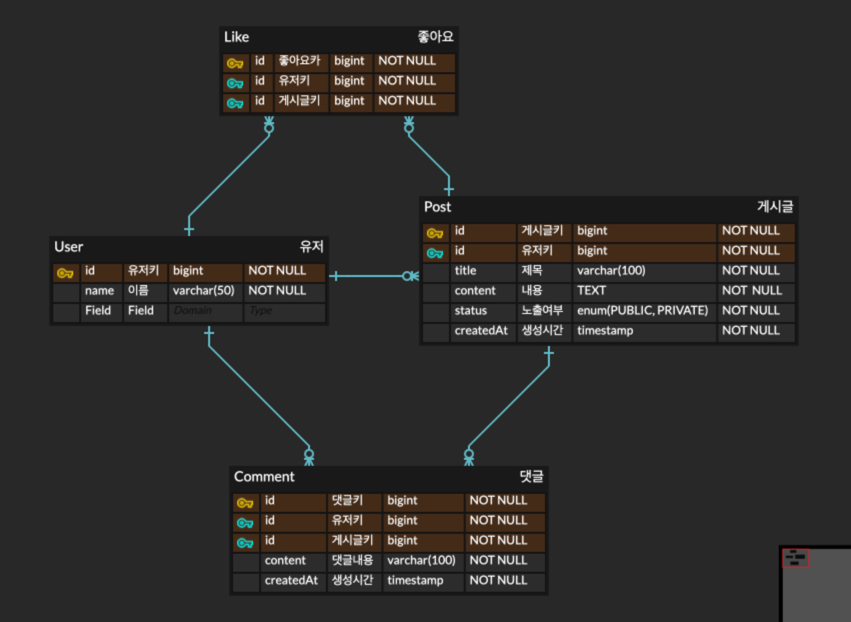 Like 좋아요
id 좋아요카 bigint NOT NULL
id 유저키 bigint NOT NULL
id 게시글키 bigint NOT NULL
Post 게시글
id 게시글키 bigint NOT NULL
id 유저키 bigint NOT NULL
title 제목 varchar(100) NOT NULL
content 내용 TEXT NOT NULL
status 노출여부 enum(PUBLIC, PRIVATE) NOT NULL
createdAt 생성시간 timestamp NOT NULL
User 유저
id 유저키 bigint NOT NULL
name 이름 varchar(50) NOT NULL
Field Field Domain Type
Comment 댓글
id 댓글키 bigint NOT NULL
id 유저키 bigint NOT NULL
id 게시글키 bigint NOT NULL
content 댓글내용 varchar(100) NOT NULL
createdAt 생성시간 timestamp NOT NULL